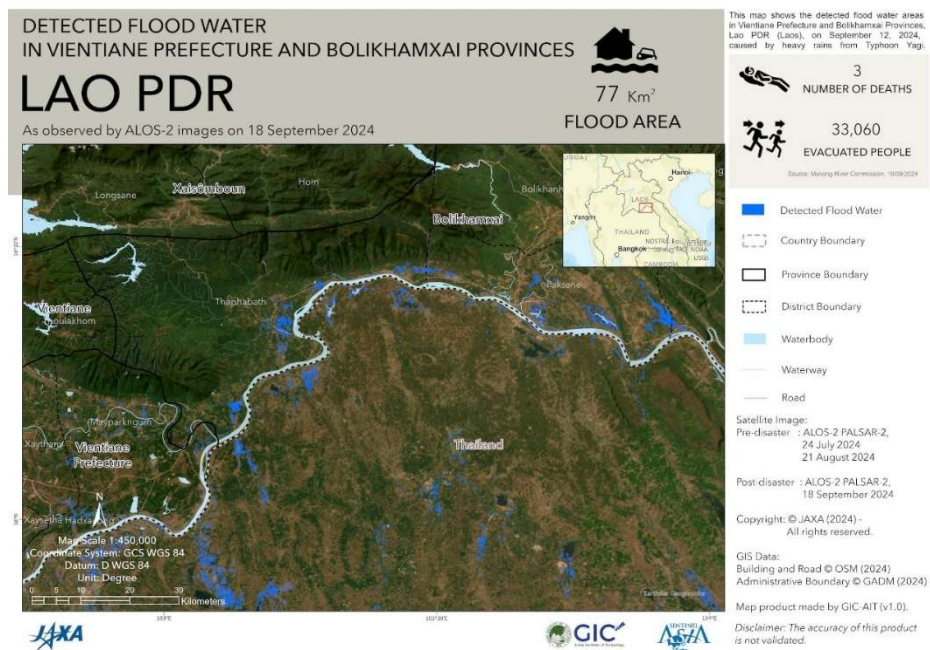 DETECTED FLOOD WATER
IN VIENTIANE PREFECTURE AND BOLIKHAMXAI PROVINCES
LAO PDR
As observed by ALOS-2 images on 18 September 2024
77 Km²
FLOOD AREA
This map shows the detected flood water areas
in Vientiane Prefecture and Bolikhamxai Provinces,
Lao PDR (Laos), on September 12, 2024,
caused by heavy rains from Typhoon Yagi.
3
NUMBER OF DEATHS
33,060
EVACUATED PEOPLE
Source: Mekong River Commission,
Detected Flood Water
Country Boundary
Province Boundary
District Boundary
Waterbody
Waterway
Road
Satellite Image:
Pre-disaster : ALOS-2 PALSAR-2,
24 July 2024
21 August 2024
Post-disaster : ALOS-2 PALSAR-2,
18 September 2024
Copyright: © JAXA (2024) -
All rights reserved.
GIS Data:
Building and Road © OSM (2024)
Administrative Boundary © GADM (2024)
Map product made by GIC-AIT (v1.0).
Disclaimer: The accuracy of this product
is not validated.
Longsane
Xaisomboun
Hom
Bolikhamxai
Hanoi
LAOS
Yangon
THAILAND
Bangkok
CAMBODIA
USGS
Thaphabath
Paksane
Vientiane
Mayparkngum
Xaythany
Vientiane
Prefecture
Thailand
N
Map Scale 1:450,000
Coordinate System: GCS WGS 84
Datum: D WGS 84
Unit: Degree
0 5 10 20 30
Kilometers
Earthstar Geographics
104°E
JAXA
GIC
SENTINEL
ASIA